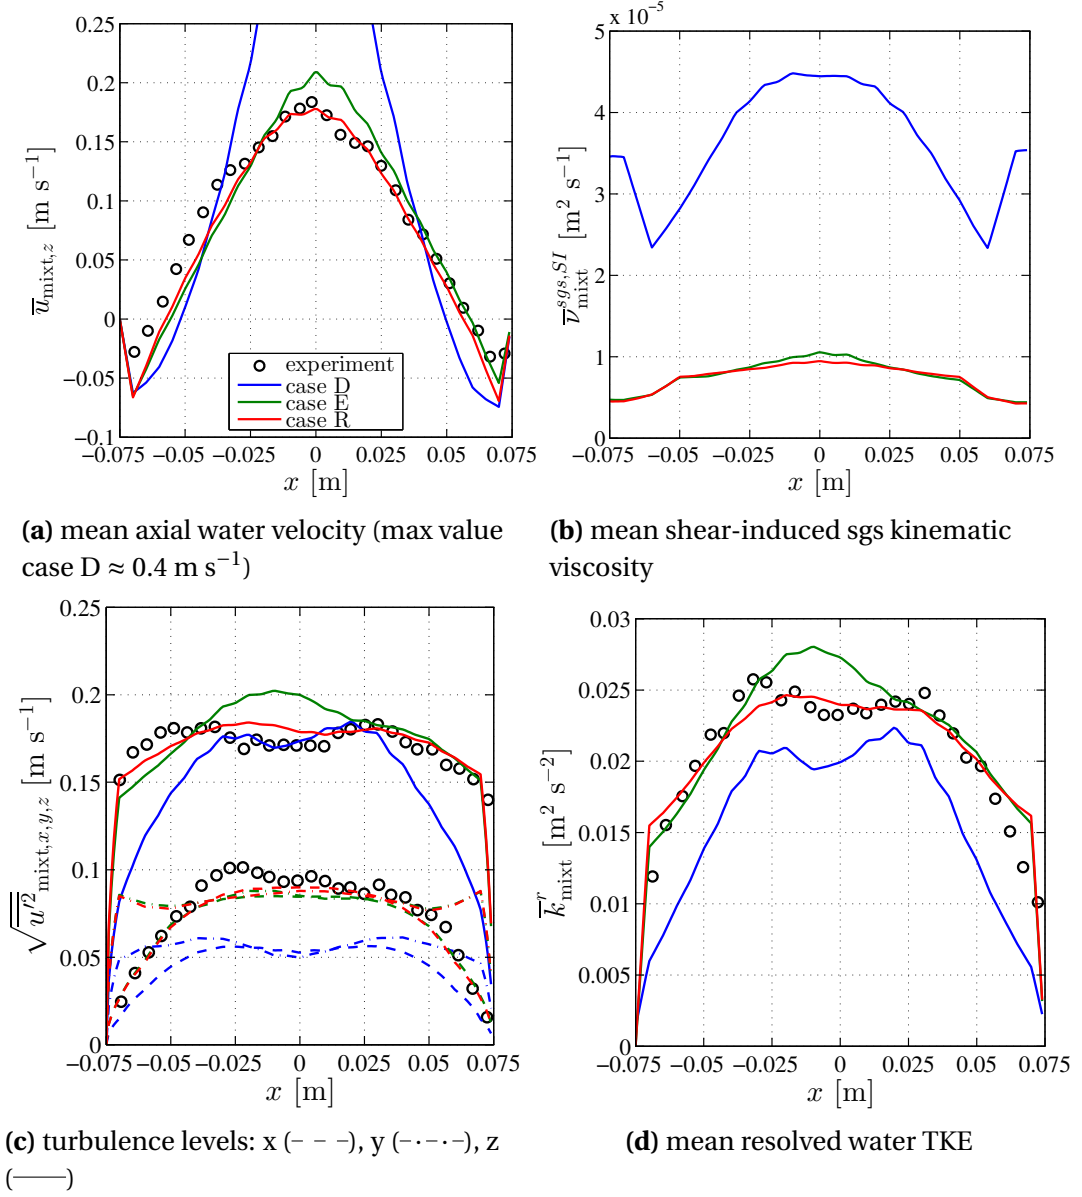 0.25
0.2
0.15
0.1
0.05
0
−0.05
−0.1
u̅mixt,z [m s⁻¹]
experiment
case D
case E
case R
−0.075 −0.05 −0.025 0 0.025 0.05 0.075
x [m]
(a) mean axial water velocity (max value
case D ≈ 0.4 m s⁻¹)
x 10⁻⁵
5
4
3
2
1
0
ν̅mixt^sgs,SI [m² s⁻¹]
−0.075 −0.05 −0.025 0 0.025 0.05 0.075
x [m]
(b) mean shear-induced sgs kinematic
viscosity
0.25
0.2
0.15
0.1
0.05
0
√u̅′²mixt,x,y,z [m s⁻¹]
−0.075 −0.05 −0.025 0 0.025 0.05 0.075
x [m]
(c) turbulence levels: x (– – –), y (–·–·–), z
(——)
0.03
0.025
0.02
0.015
0.01
0.005
0
k̅mixt^r [m² s⁻²]
−0.075 −0.05 −0.025 0 0.025 0.05 0.075
x [m]
(d) mean resolved water TKE